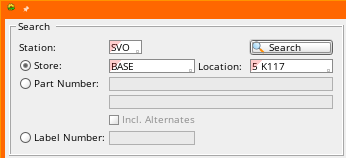 Search
Station: SVO Search
Store: BASE Location: 5 K117
Part Number:
Incl. Alternates
Label Number: